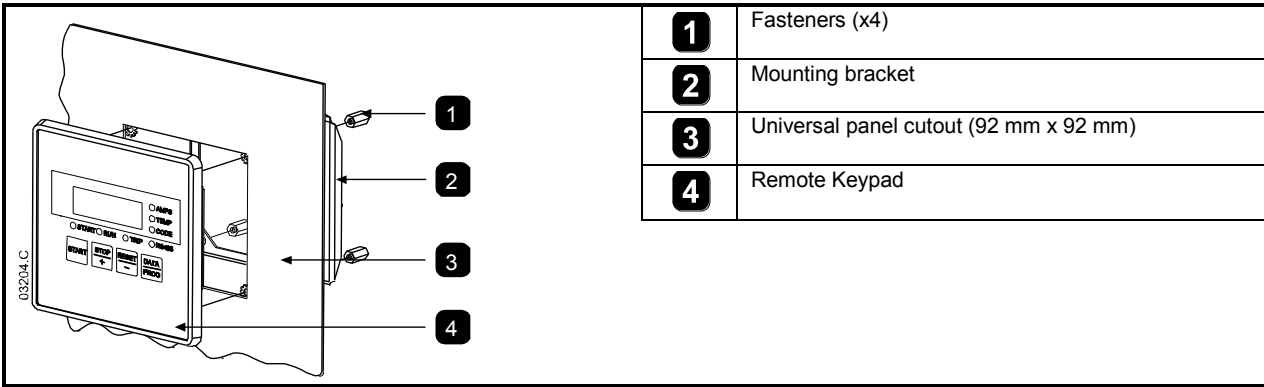 AMPS
TEMP
CODE
START RUN TRIP RS485
START STOP + RESET - DATA PROG
03204.C
1
2
3
4
1 Fasteners (x4)
2 Mounting bracket
3 Universal panel cutout (92 mm x 92 mm)
4 Remote Keypad